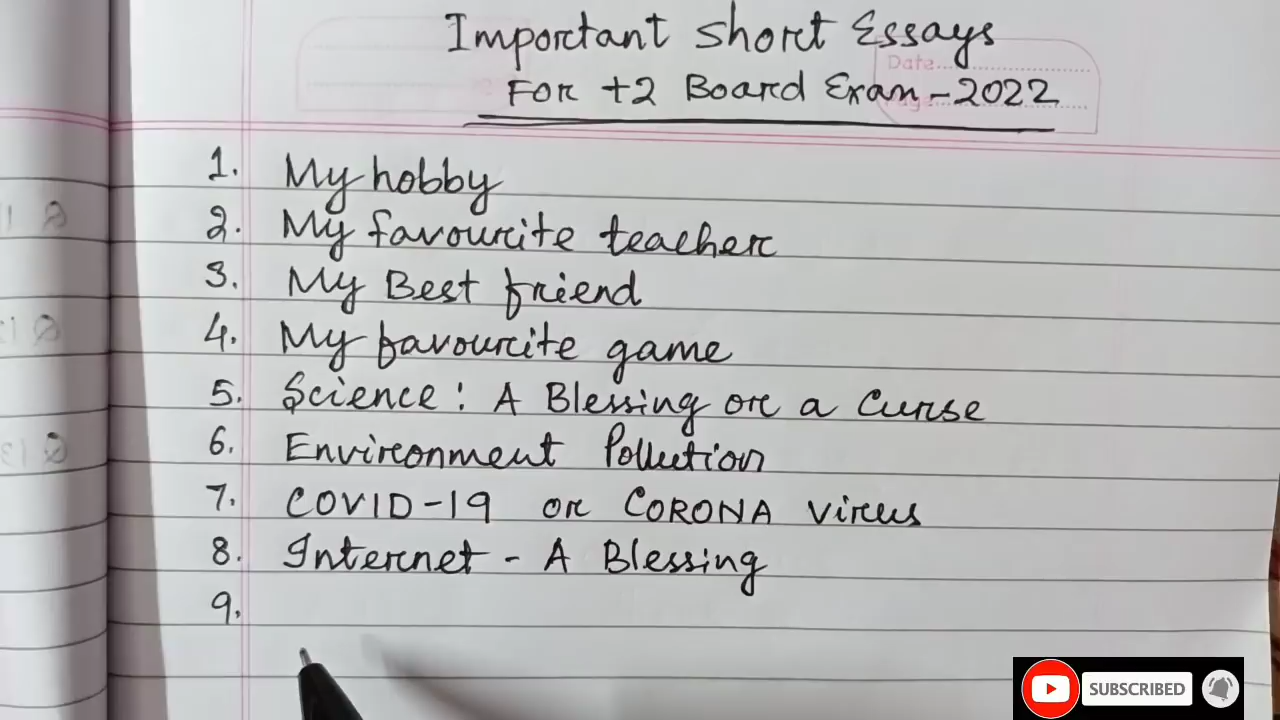 Important Short Essays
Date
For +2 Board Exam - 2022
1. My hobby
2. My favourite teacher
3. My Best friend
4. My favourite game
5. Science : A Blessing or a Curse
6. Environment Pollution
7. COVID-19 or CORONA virus
8. Internet - A Blessing
9.
SUBSCRIBED